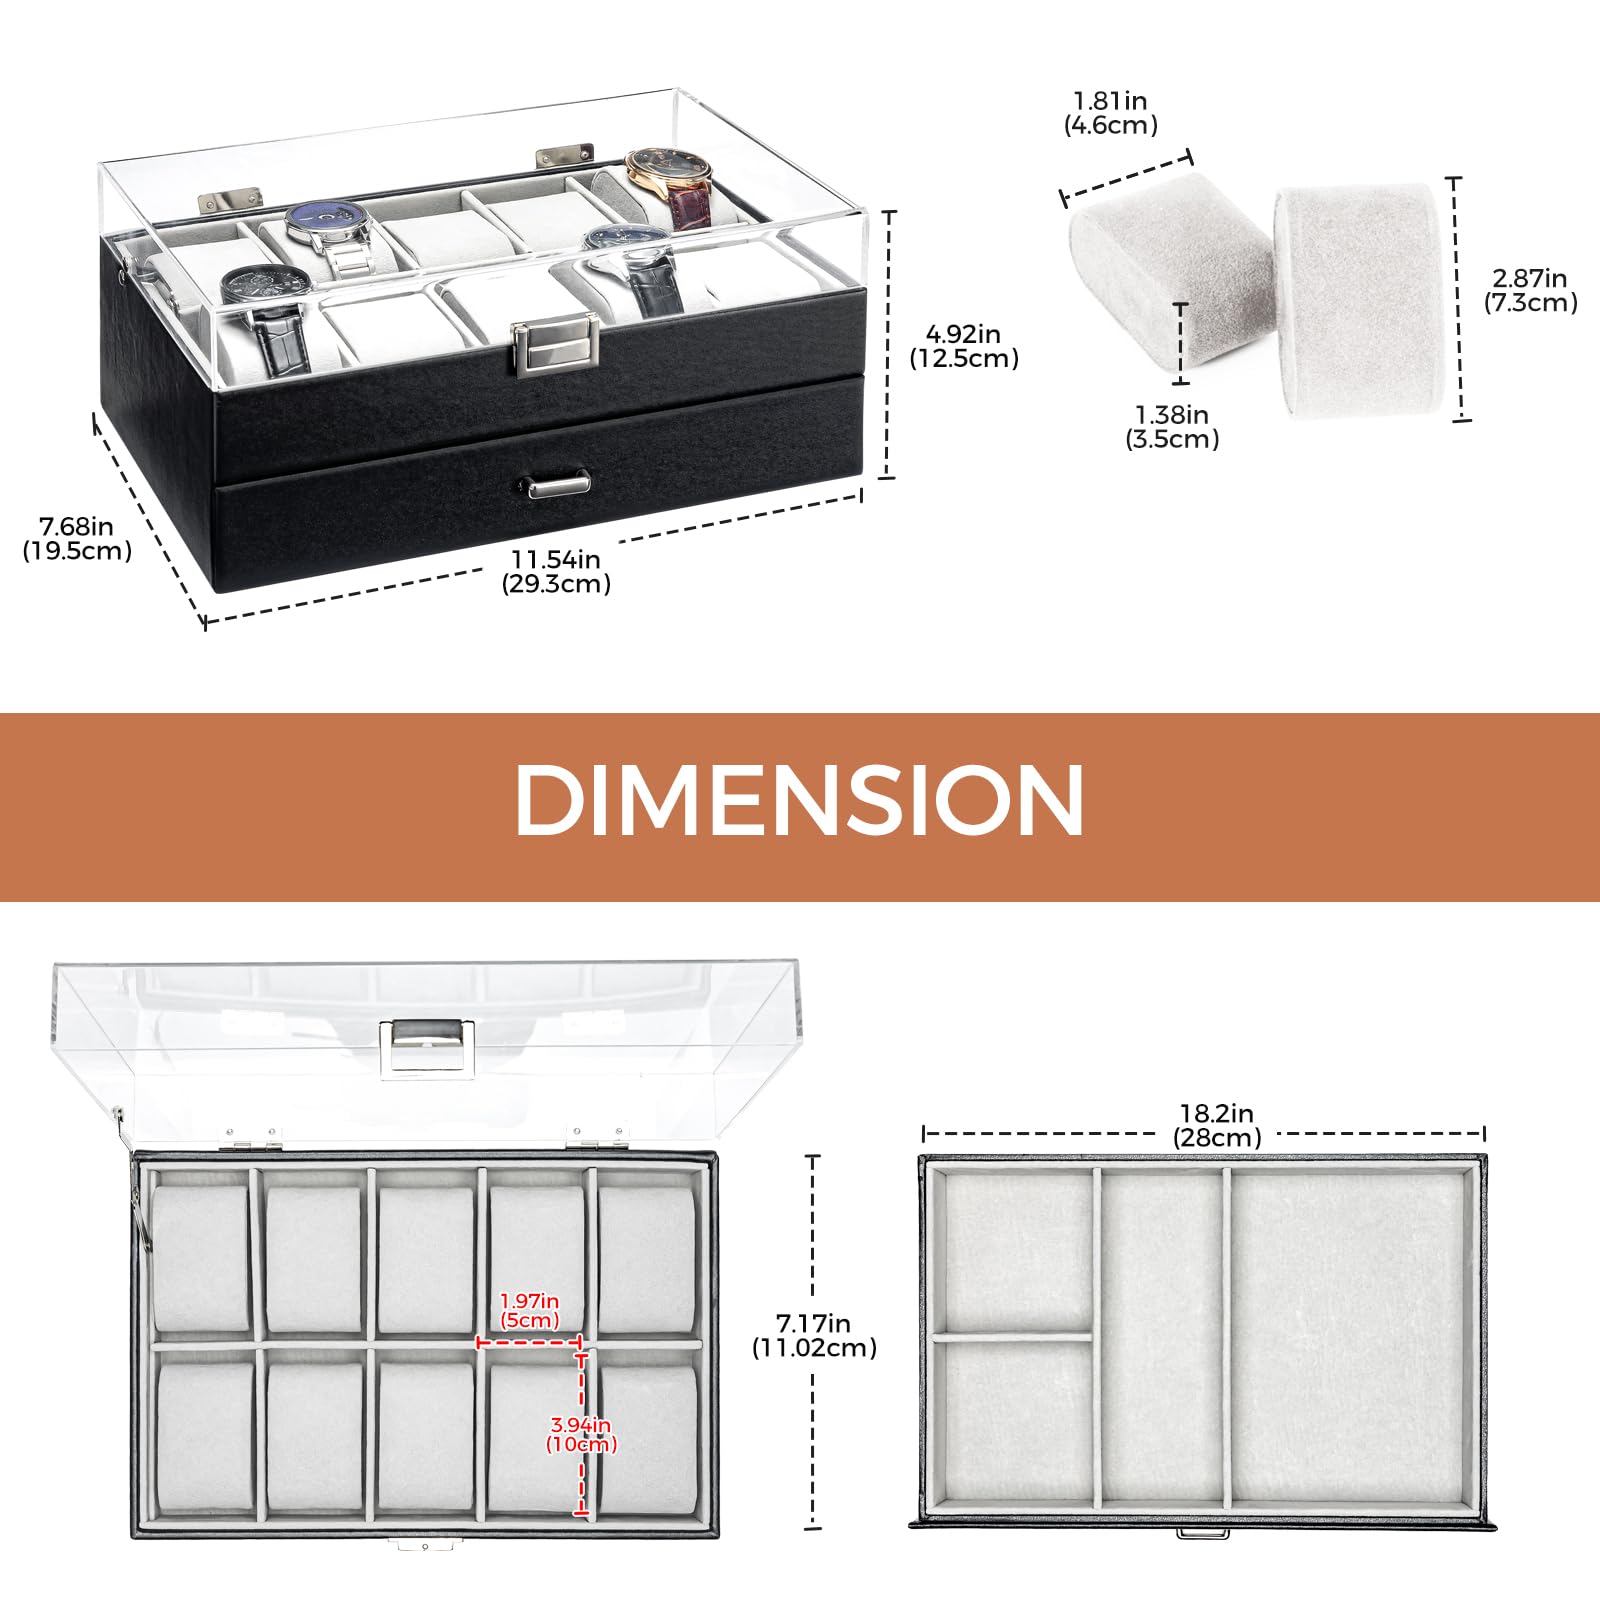 1.81in
(4.6cm)
2.87in
(7.3cm)
4.92in
(12.5cm)
1.38in
(3.5cm)
7.68in
(19.5cm)
11.54in
(29.3cm)
DIMENSION
18.2in
(28cm)
1.97in
(5cm)
7.17in
(11.02cm)
3.94in
(10cm)